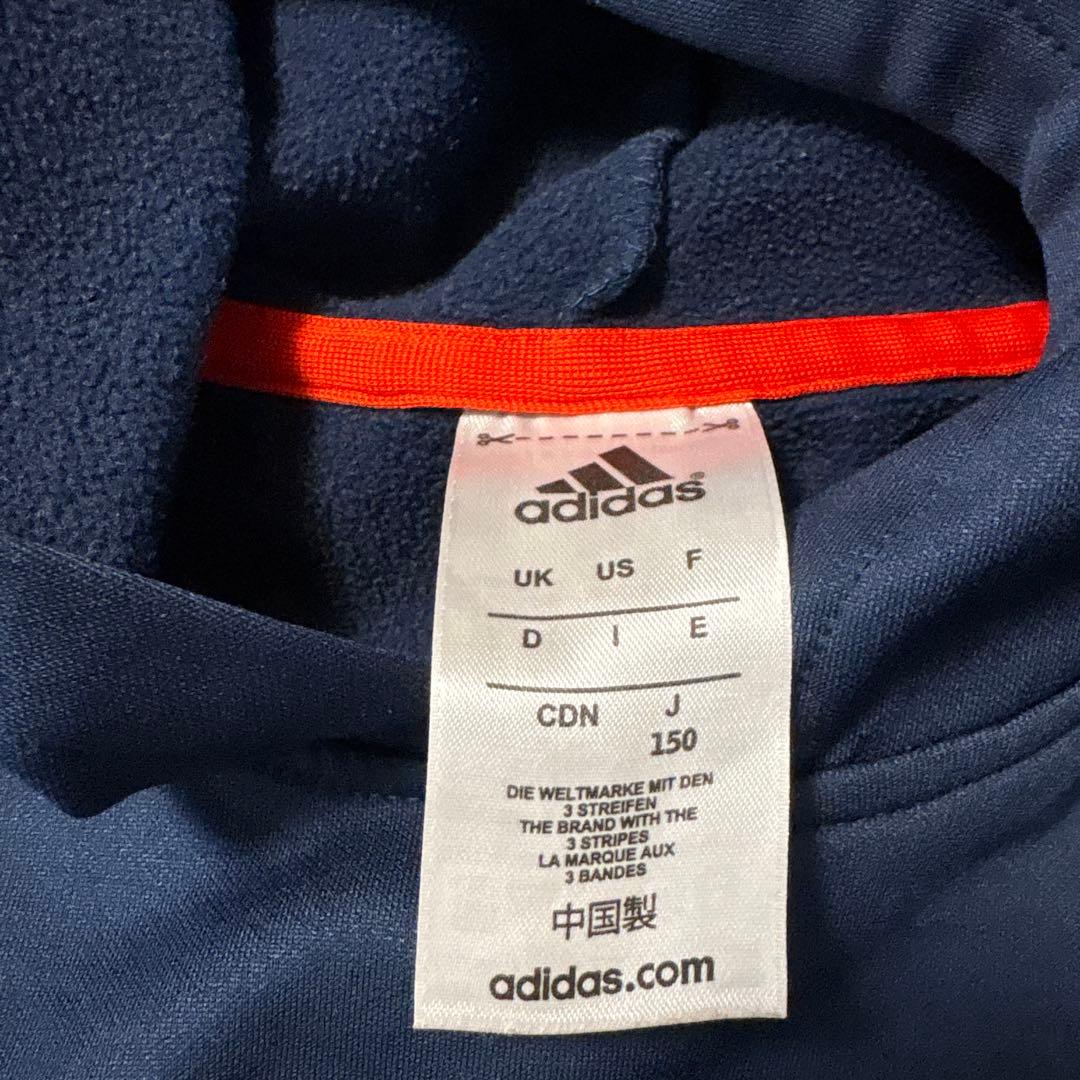 adidas®
UK US F
D I E
CDN J
150
DIE WELTMARKE MIT DEN
3 STREIFEN
THE BRAND WITH THE
3 STRIPES
LA MARQUE AUX
3 BANDES
中国製
adidas.com